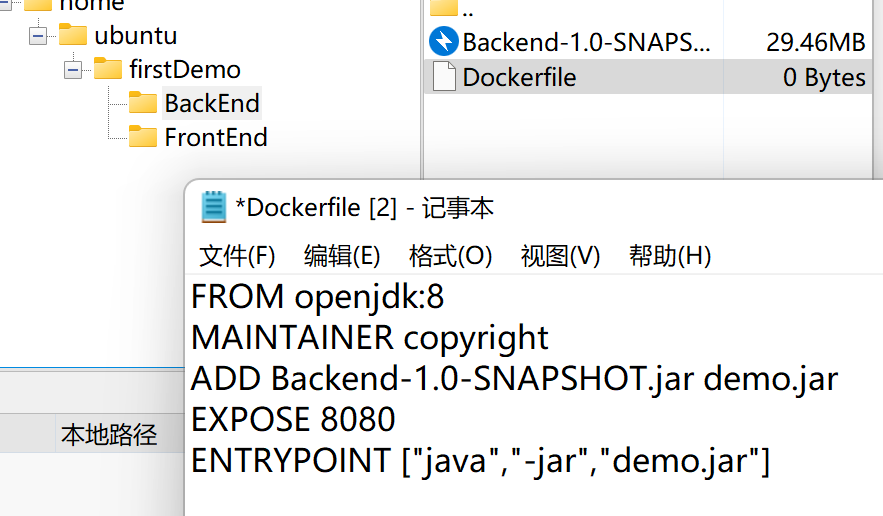 home
ubuntu
firstDemo
BackEnd
FrontEnd
..
Backend-1.0-SNAPS... 29.46MB
Dockerfile 0 Bytes
本地路径
*Dockerfile [2] - 记事本
文件(F) 编辑(E) 格式(O) 视图(V) 帮助(H)
FROM openjdk:8
MAINTAINER copyright
ADD Backend-1.0-SNAPSHOT.jar demo.jar
EXPOSE 8080
ENTRYPOINT ["java","-jar","demo.jar"]